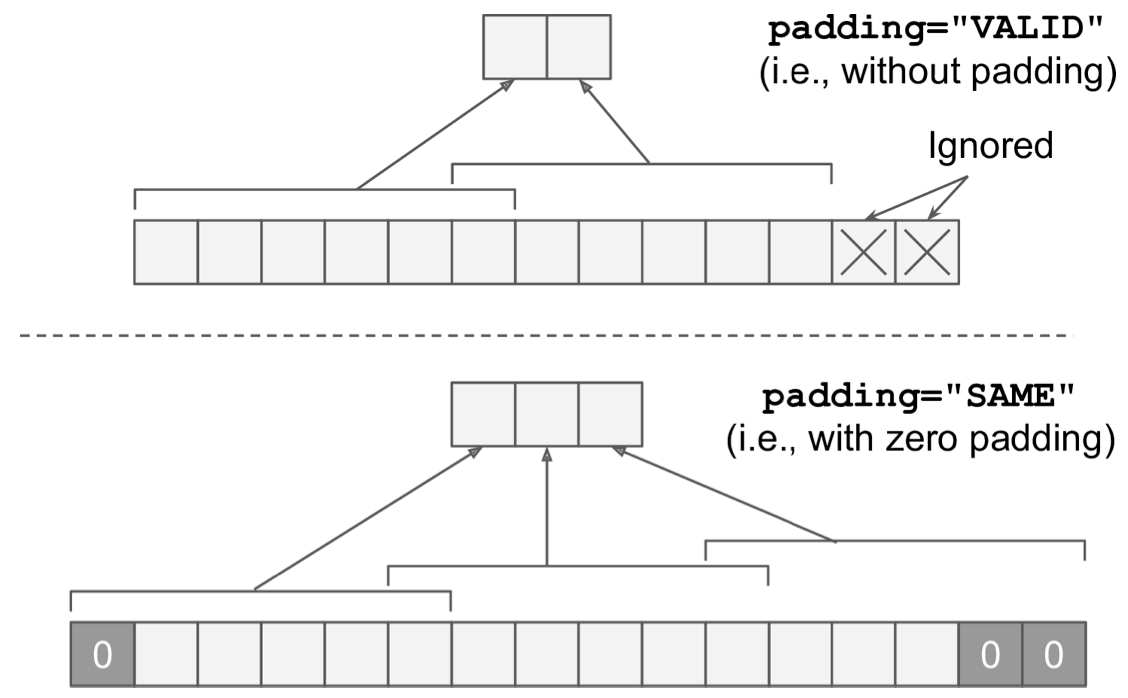 padding="VALID"
(i.e., without padding)
Ignored
padding="SAME"
(i.e., with zero padding)
0 0 0